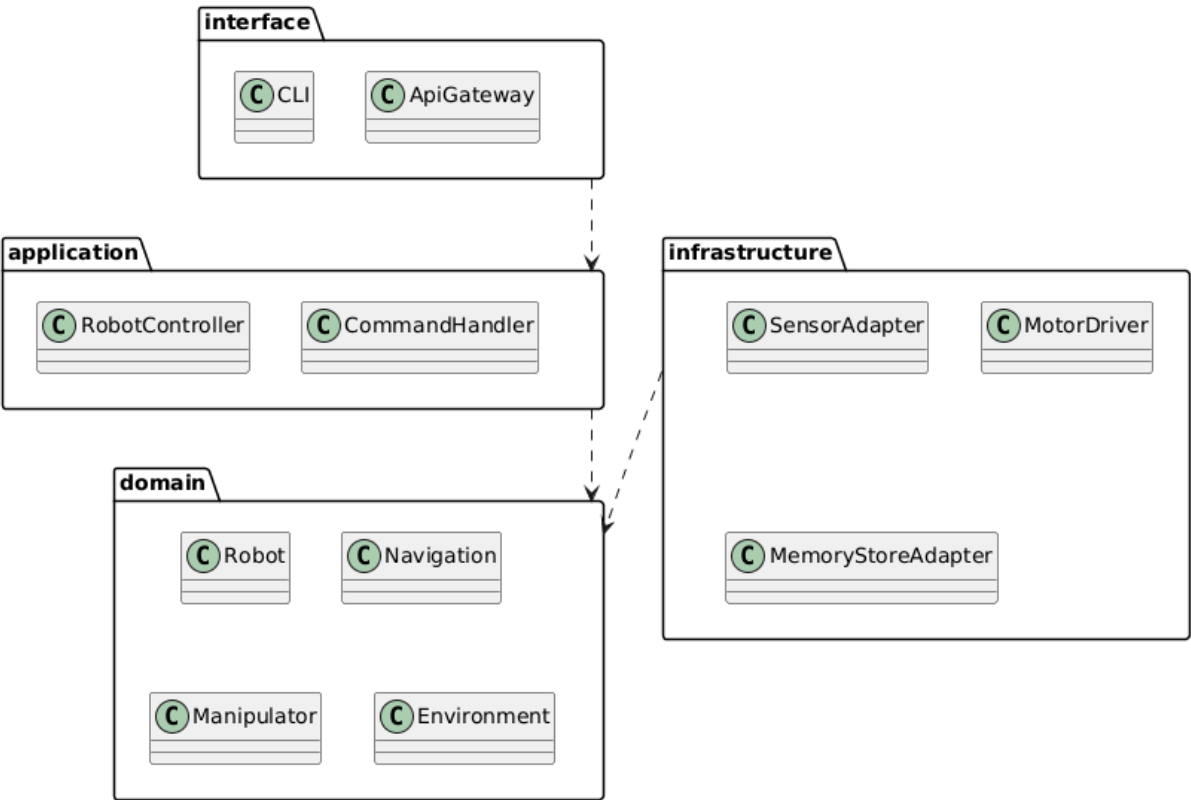 interface
C CLI
C ApiGateway
application
C RobotController
C CommandHandler
infrastructure
C SensorAdapter
C MotorDriver
C MemoryStoreAdapter
domain
C Robot
C Navigation
C Manipulator
C Environment